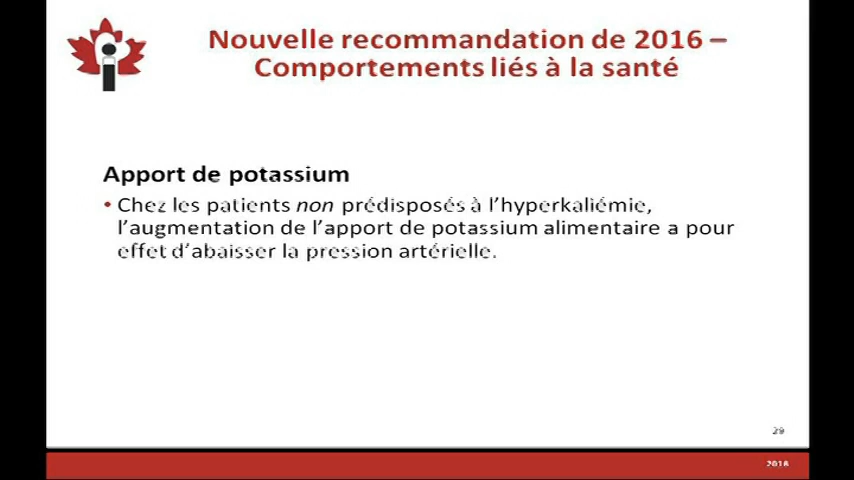 Nouvelle recommandation de 2016 –
Comportements liés à la santé
Apport de potassium
• Chez les patients non prédisposés à l'hyperkaliémie,
l'augmentation de l'apport de potassium alimentaire a pour
effet d'abaisser la pression artérielle.
29
2016